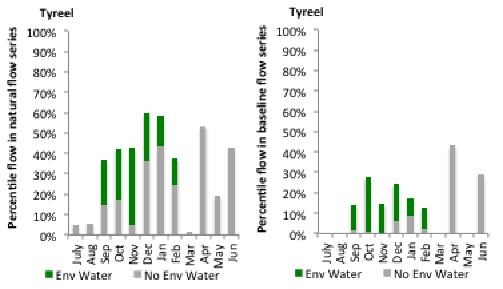 Tyreel
Percentile flow in natural flow series
100%
90%
80%
70%
60%
50%
40%
30%
20%
10%
0%
July Aug Sep Oct Nov Dec Jan Feb Mar Apr May Jun
Env Water No Env Water
Tyreel
Percentile flow in baseline flow series
100%
90%
80%
70%
60%
50%
40%
30%
20%
10%
0%
July Aug Sep Oct Nov Dec Jan Feb Mar Apr May Jun
Env Water No Env Water